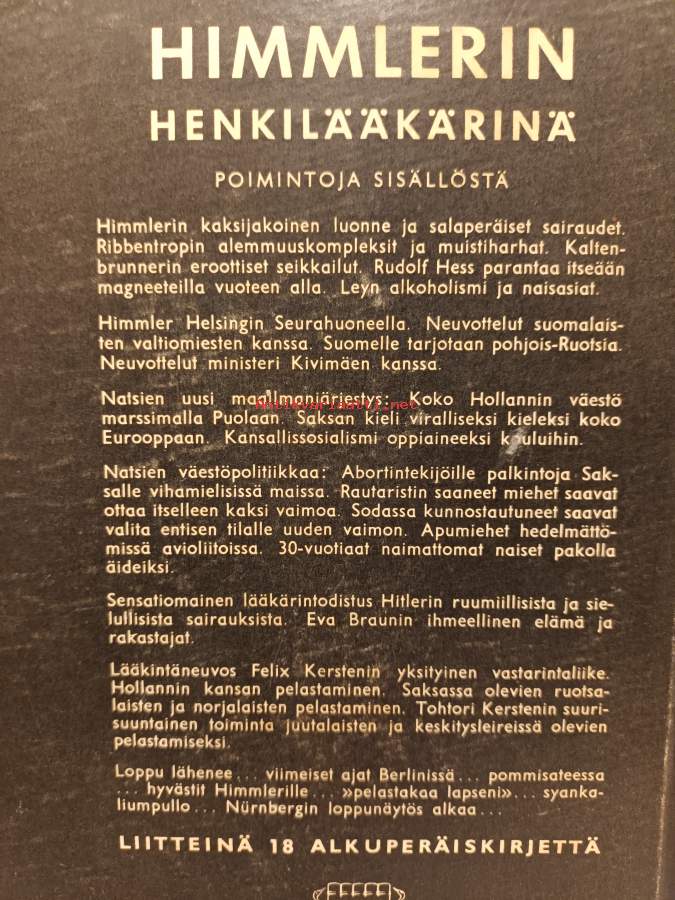 HIMMLERIN
HENKILÄÄKÄRINÄ
POIMINTOJA SISÄLLÖSTÄ
Himmlerin kaksijakoinen luonne ja salaperäiset sairaudet.
Ribbentropin alemmuuskompleksit ja muistiharhat. Kalten-
brunnerin eroottiset seikkailut. Rudolf Hess parantaa itseään
magneeteilla vuoteen alla. Leyn alkoholismi ja naisasiat.
Himmler Helsingin Seurahuoneella. Neuvottelut suomalais-
ten valtiomiesten kanssa. Suomelle tarjotaan pohjois-Ruotsia.
Neuvottelut ministeri Kivimäen kanssa.
Natsien uusi maailmanjärjestys: Koko Hollannin väestö
Antikvariaatti.net
marssimalla Puolaan. Saksan kieli viralliseksi kieleksi koko
Eurooppaan. Kansallissosialismi oppiaineeksi kouluihin.
Natsien väestöpolitiikkaa: Abortintekijöille palkintoja Sak-
salle vihamielisissä maissa. Rautaristin saaneet miehet saavat
ottaa itselleen kaksi vaimoa. Sodassa kunnostautuneet saavat
valita entisen tilalle uuden vaimon. Apumiehet hedelmättö-
missä avioliitoissa. 30-vuotiaat naimattomat naiset pakolla
äideiksi.
Sensatiomainen lääkärintodistus Hitlerin ruumiillisista ja sie-
lullisista sairauksista. Eva Braunin ihmeellinen elämä ja
rakastajat.
Lääkintäneuvos Felix Kerstenin yksityinen vastarintaliike.
Hollannin kansan pelastaminen. Saksassa olevien ruotsa-
laisten ja norjalaisten pelastaminen. Tohtori Kerstenin suuri-
suuntainen toiminta juutalaisten ja keskitysleireissä olevien
pelastamiseksi.
Loppu lähenee... viimeiset ajat Berlinissä... pommisateessa
... hyvästit Himmlerille... »pelastakaa lapseni»... syanka-
liumpullo... Nürnbergin loppunäytös alkaa...
LIITTEINÄ 18 ALKUPERÄISKIRJETTÄ